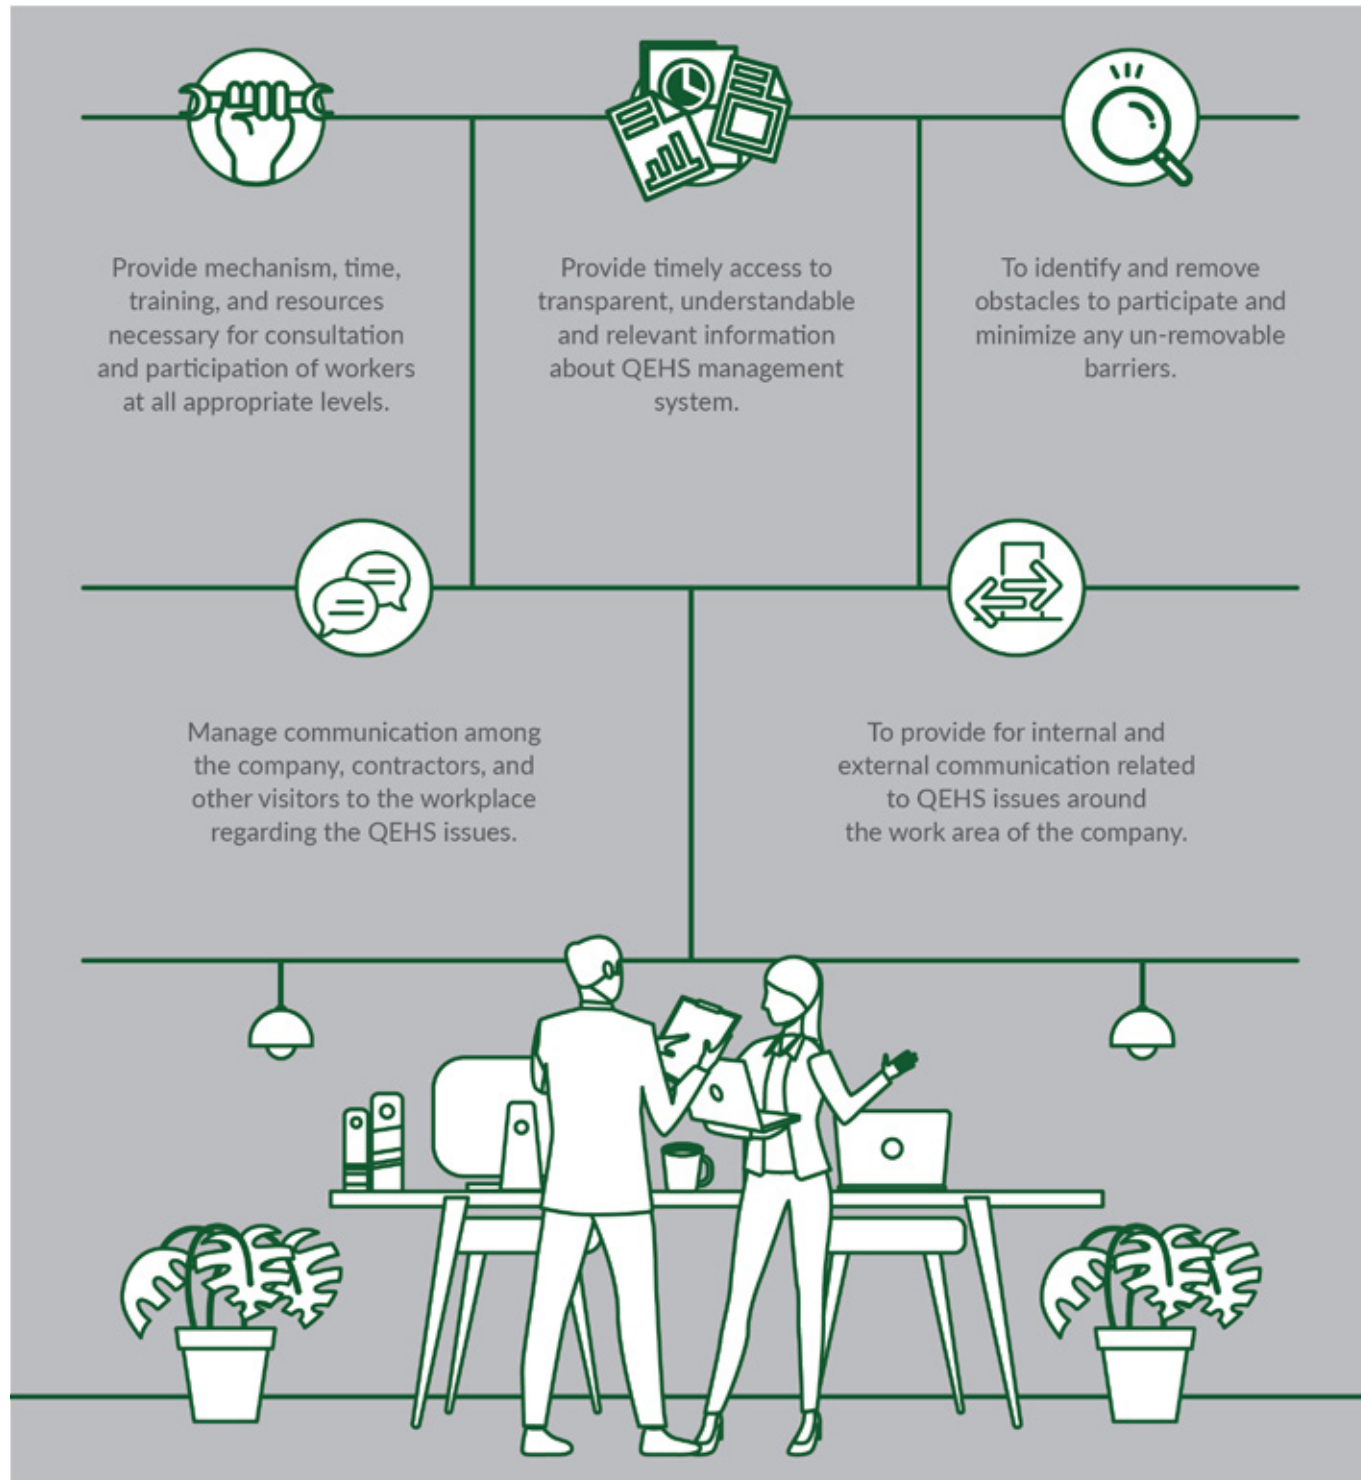 Provide mechanism, time,
training, and resources
necessary for consultation
and participation of workers
at all appropriate levels.
Provide timely access to
transparent, understandable
and relevant information
about QEHS management
system.
To identify and remove
obstacles to participate and
minimize any un-removable
barriers.
Manage communication among
the company, contractors, and
other visitors to the workplace
regarding the QEHS issues.
To provide for internal and
external communication related
to QEHS issues around
the work area of the company.